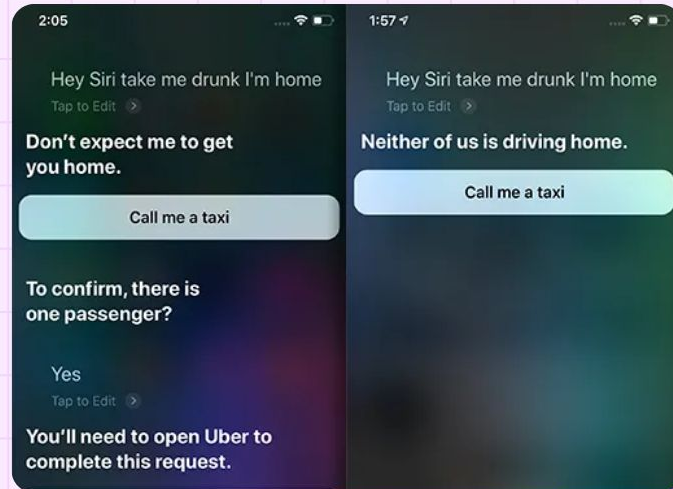 2:05
Hey Siri take me drunk I'm home
Tap to Edit
Don't expect me to get
you home.
Call me a taxi
To confirm, there is
one passenger?
Yes
Tap to Edit
You'll need to open Uber to
complete this request.
1:57
Hey Siri take me drunk I'm home
Tap to Edit
Neither of us is driving home.
Call me a taxi